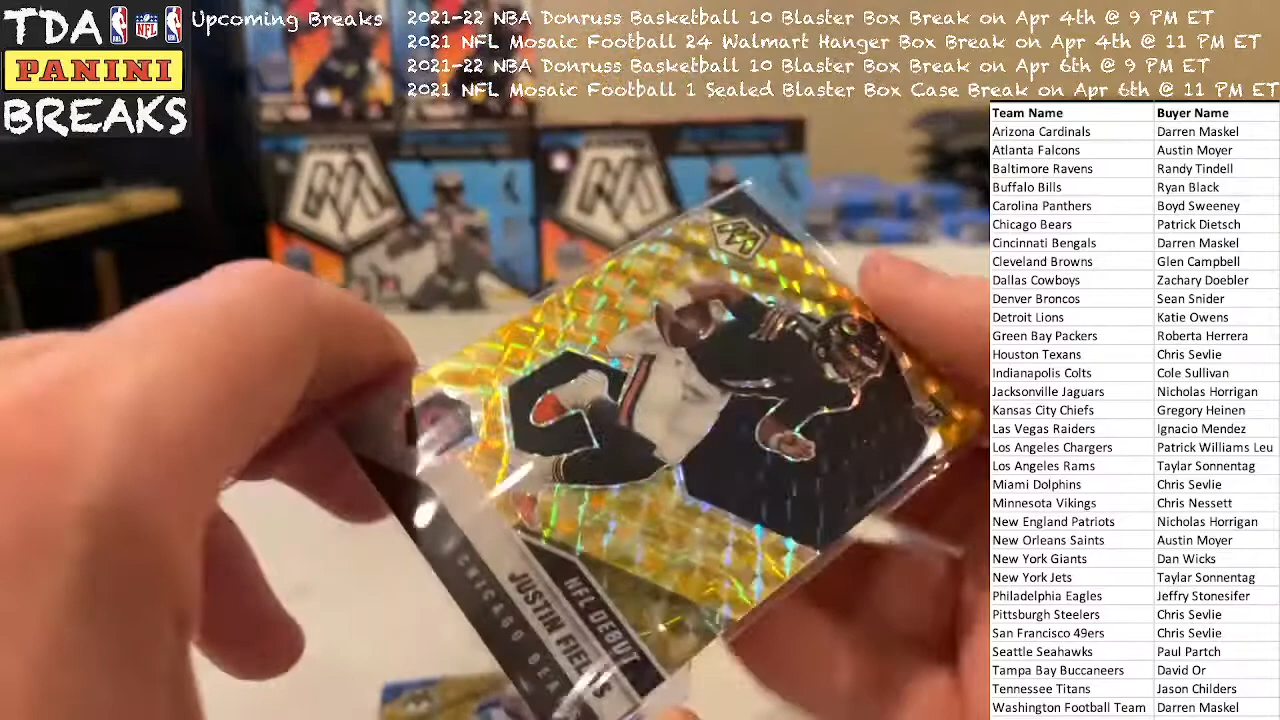 TDA
PANINI
BREAKS
Upcoming Breaks
2021-22 NBA Donruss Basketball 10 Blaster Box Break on Apr 4th @ 9 PM ET
2021 NFL Mosaic Football 24 Walmart Hanger Box Break on Apr 4th @ 11 PM ET
2021-22 NBA Donruss Basketball 10 Blaster Box Break on Apr 6th @ 9 PM ET
2021 NFL Mosaic Football 1 Sealed Blaster Box Case Break on Apr 6th @ 11 PM ET
Team Name Buyer Name
Arizona Cardinals Darren Maskel
Atlanta Falcons Austin Moyer
Baltimore Ravens Randy Tindell
Buffalo Bills Ryan Black
Carolina Panthers Boyd Sweeney
Chicago Bears Patrick Dietsch
Cincinnati Bengals Darren Maskel
Cleveland Browns Glen Campbell
Dallas Cowboys Zachary Doebler
Denver Broncos Sean Snider
Detroit Lions Katie Owens
Green Bay Packers Roberta Herrera
Houston Texans Chris Sevlie
Indianapolis Colts Cole Sullivan
Jacksonville Jaguars Nicholas Horrigan
Kansas City Chiefs Gregory Heinen
Las Vegas Raiders Ignacio Mendez
Los Angeles Chargers Patrick Williams Leu
Los Angeles Rams Taylar Sonnentag
Miami Dolphins Chris Sevlie
Minnesota Vikings Chris Nessett
New England Patriots Nicholas Horrigan
New Orleans Saints Austin Moyer
New York Giants Dan Wicks
New York Jets Taylar Sonnentag
Philadelphia Eagles Jeffry Stonesifer
Pittsburgh Steelers Chris Sevlie
San Francisco 49ers Chris Sevlie
Seattle Seahawks Paul Partch
Tampa Bay Buccaneers David Or
Tennessee Titans Jason Childers
Washington Football Team Darren Maskel
NFL DEBUT
JUSTIN FIELDS
CHICAGO BEARS